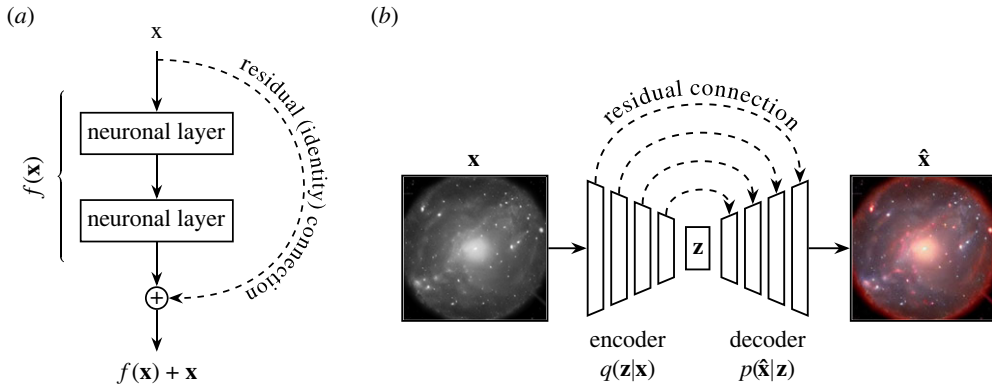 (a)
x
neuronal layer
neuronal layer
f(x)
residual (identity) connection
+
f(x) + x
(b)
residual connection
x
z
x̂
encoder
decoder
q(z|x)
p(x̂|z)